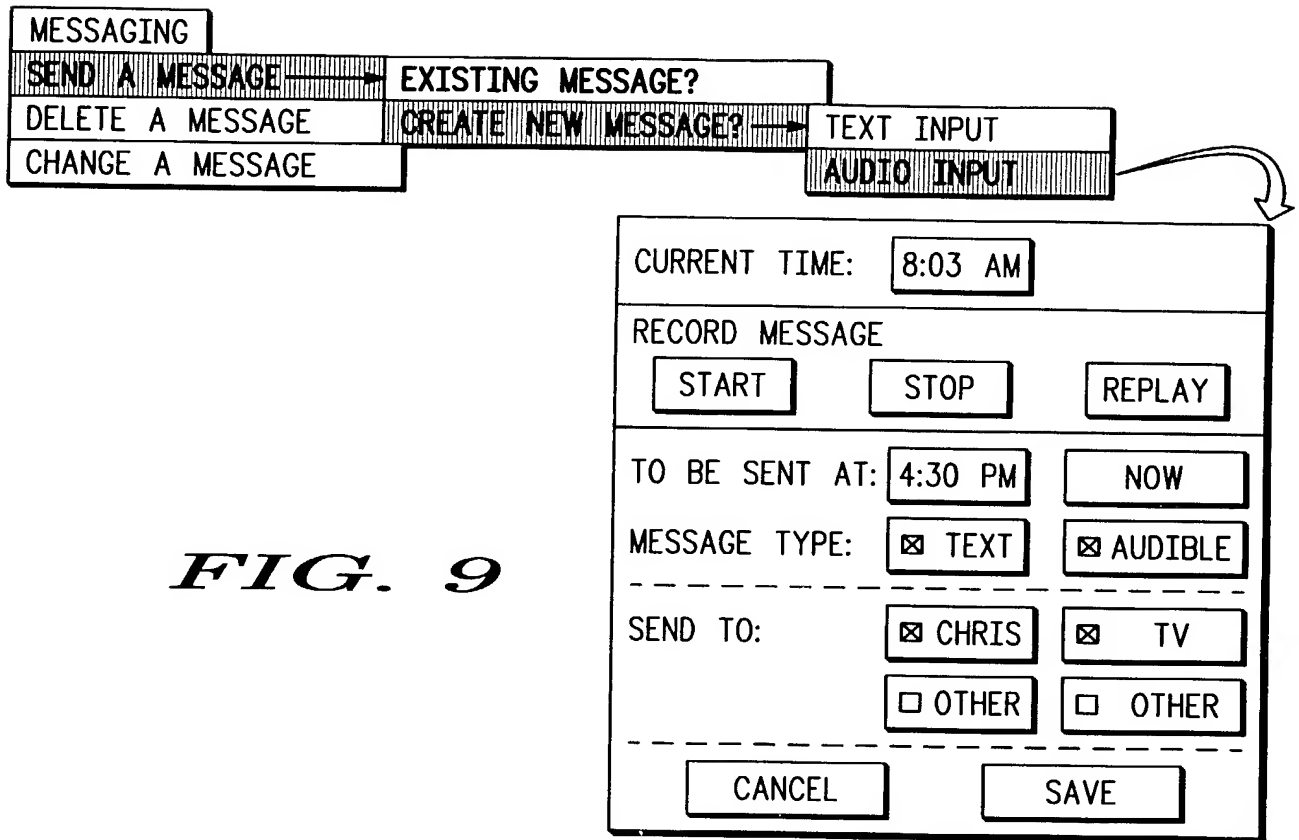 MESSAGING
SEND A MESSAGE
DELETE A MESSAGE
CHANGE A MESSAGE
EXISTING MESSAGE?
CREATE NEW MESSAGE?
TEXT INPUT
AUDIO INPUT
CURRENT TIME: 8:03 AM
RECORD MESSAGE
START STOP REPLAY
TO BE SENT AT: 4:30 PM NOW
MESSAGE TYPE: ☒ TEXT ☒ AUDIBLE
SEND TO: ☒ CHRIS ☒ TV
☐ OTHER ☐ OTHER
CANCEL SAVE
FIG. 9